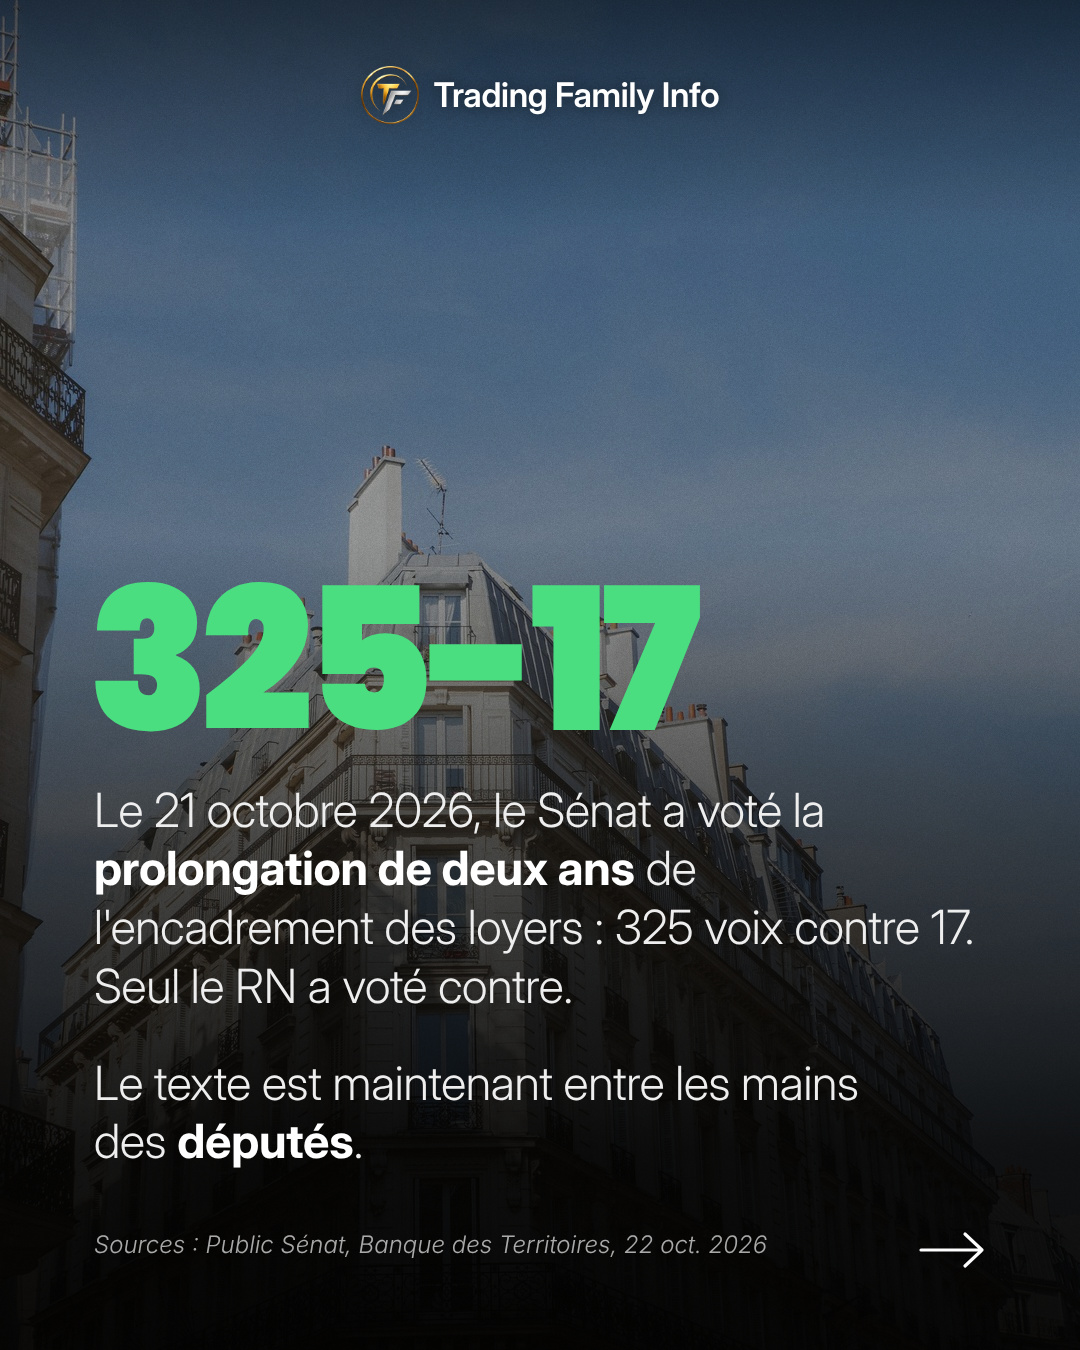 TF Trading Family Info
325–17
Le 21 octobre 2026, le Sénat a voté la
prolongation de deux ans de
l'encadrement des loyers : 325 voix contre 17.
Seul le RN a voté contre.
Le texte est maintenant entre les mains
des députés.
Sources : Public Sénat, Banque des Territoires, 22 oct. 2026